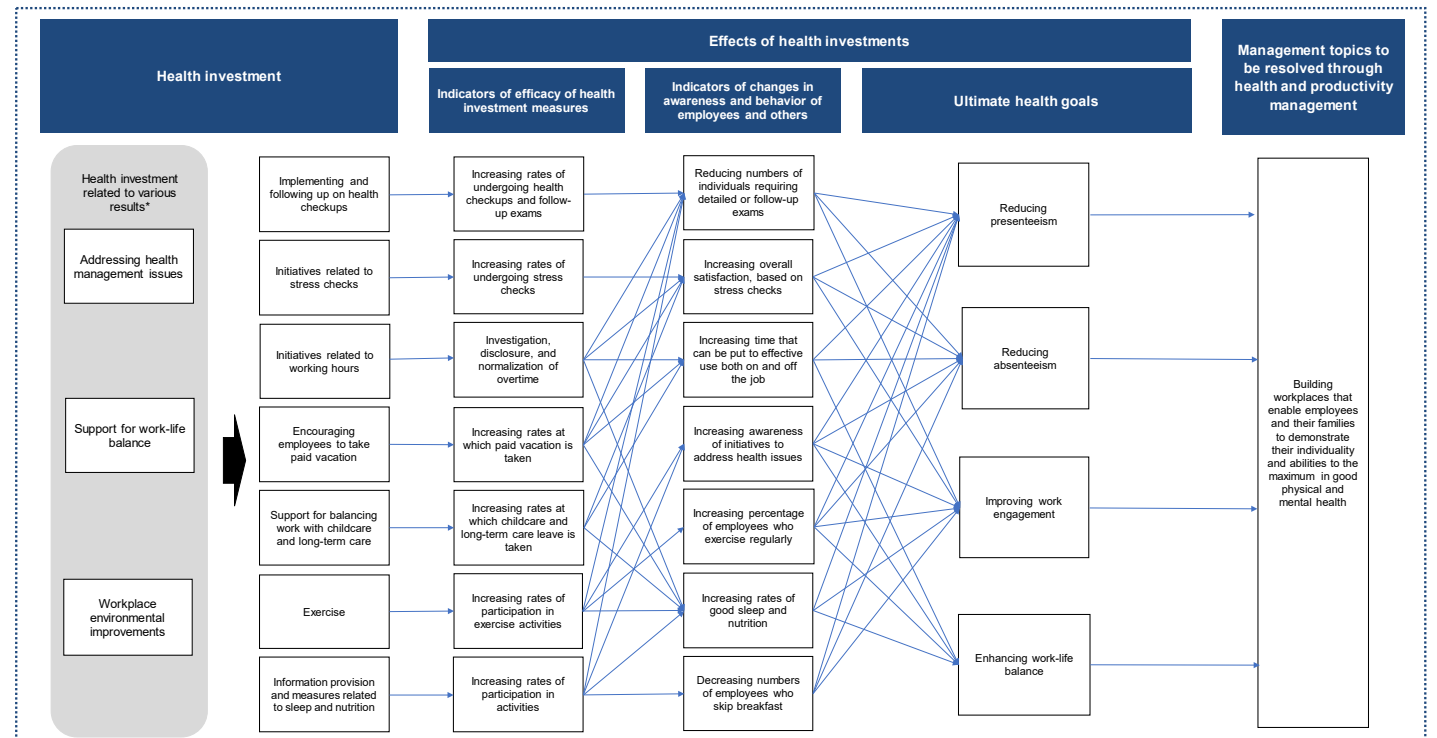 Health investment
Effects of health investments
Indicators of efficacy of health
investment measures
Indicators of changes in
awareness and behavior of
employees and others
Ultimate health goals
Management topics to
be resolved through
health and productivity
management
Health investment
related to various
results*
Addressing health
management issues
Support for work-life
balance
Workplace
environmental
improvements
Implementing and
following up on health
checkups
Initiatives related to
stress checks
Initiatives related to
working hours
Encouraging
employees to take
paid vacation
Support for balancing
work with childcare
and long-term care
Exercise
Information provision
and measures related
to sleep and nutrition
Increasing rates of
undergoing health
checkups and follow-
up exams
Increasing rates of
undergoing stress
checks
Investigation,
disclosure, and
normalization of
overtime
Increasing rates at
which paid vacation is
taken
Increasing rates at
which childcare and
long-term care leave is
taken
Increasing rates of
participation in
exercise activities
Increasing rates of
participation in
activities
Reducing numbers of
individuals requiring
detailed or follow-up
exams
Increasing overall
satisfaction, based on
stress checks
Increasing time that
can be put to effective
use both on and off
the job
Increasing awareness
of initiatives to
address health issues
Increasing percentage
of employees who
exercise regularly
Increasing rates of
good sleep and
nutrition
Decreasing numbers
of employees who
skip breakfast
Reducing
presenteeism
Reducing
absenteeism
Improving work
engagement
Enhancing work-life
balance
Building
workplaces that
enable employees
and their families
to demonstrate
their individuality
and abilities to the
maximum in good
physical and
mental health